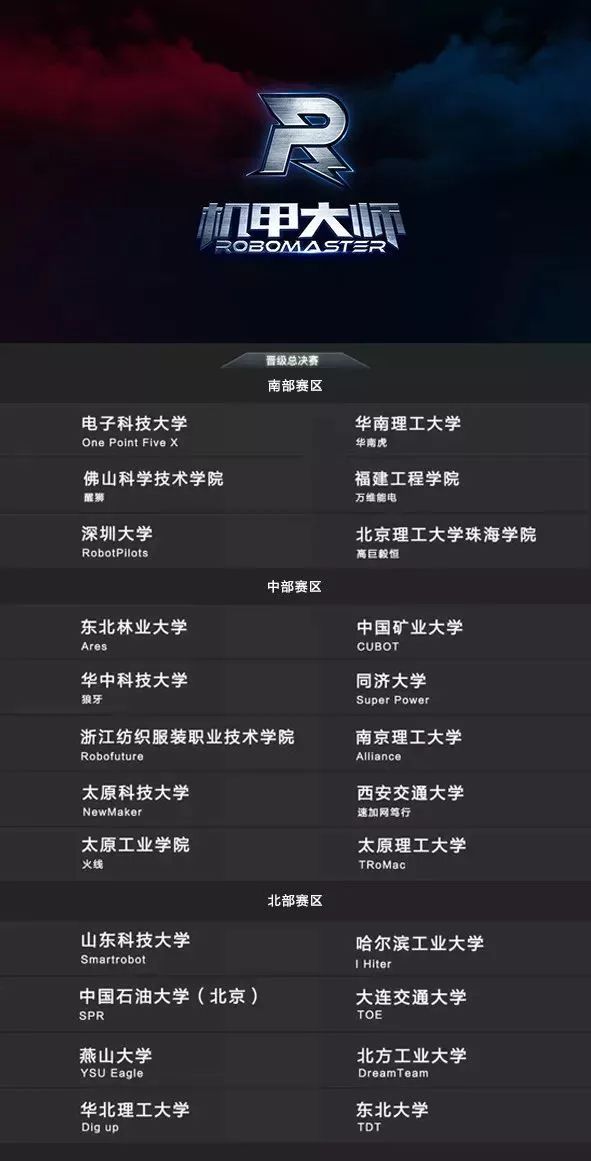 机甲大师
ROBOMASTER
晋级总决赛
南部赛区
电子科技大学
One Point Five X
华南理工大学
华南虎
佛山科学技术学院
醒狮
福建工程学院
万维能电
深圳大学
RobotPilots
北京理工大学珠海学院
高巨毅恒
中部赛区
东北林业大学
Ares
中国矿业大学
CUBOT
华中科技大学
狼牙
同济大学
Super Power
浙江纺织服装职业技术学院
Robofuture
南京理工大学
Alliance
太原科技大学
NewMaker
西安交通大学
速加网笃行
太原工业学院
火线
太原理工大学
TRoMac
北部赛区
山东科技大学
Smartrobot
哈尔滨工业大学
I Hiter
中国石油大学（北京）
SPR
大连交通大学
TOE
燕山大学
YSU Eagle
北方工业大学
DreamTeam
华北理工大学
Dig up
东北大学
TDT